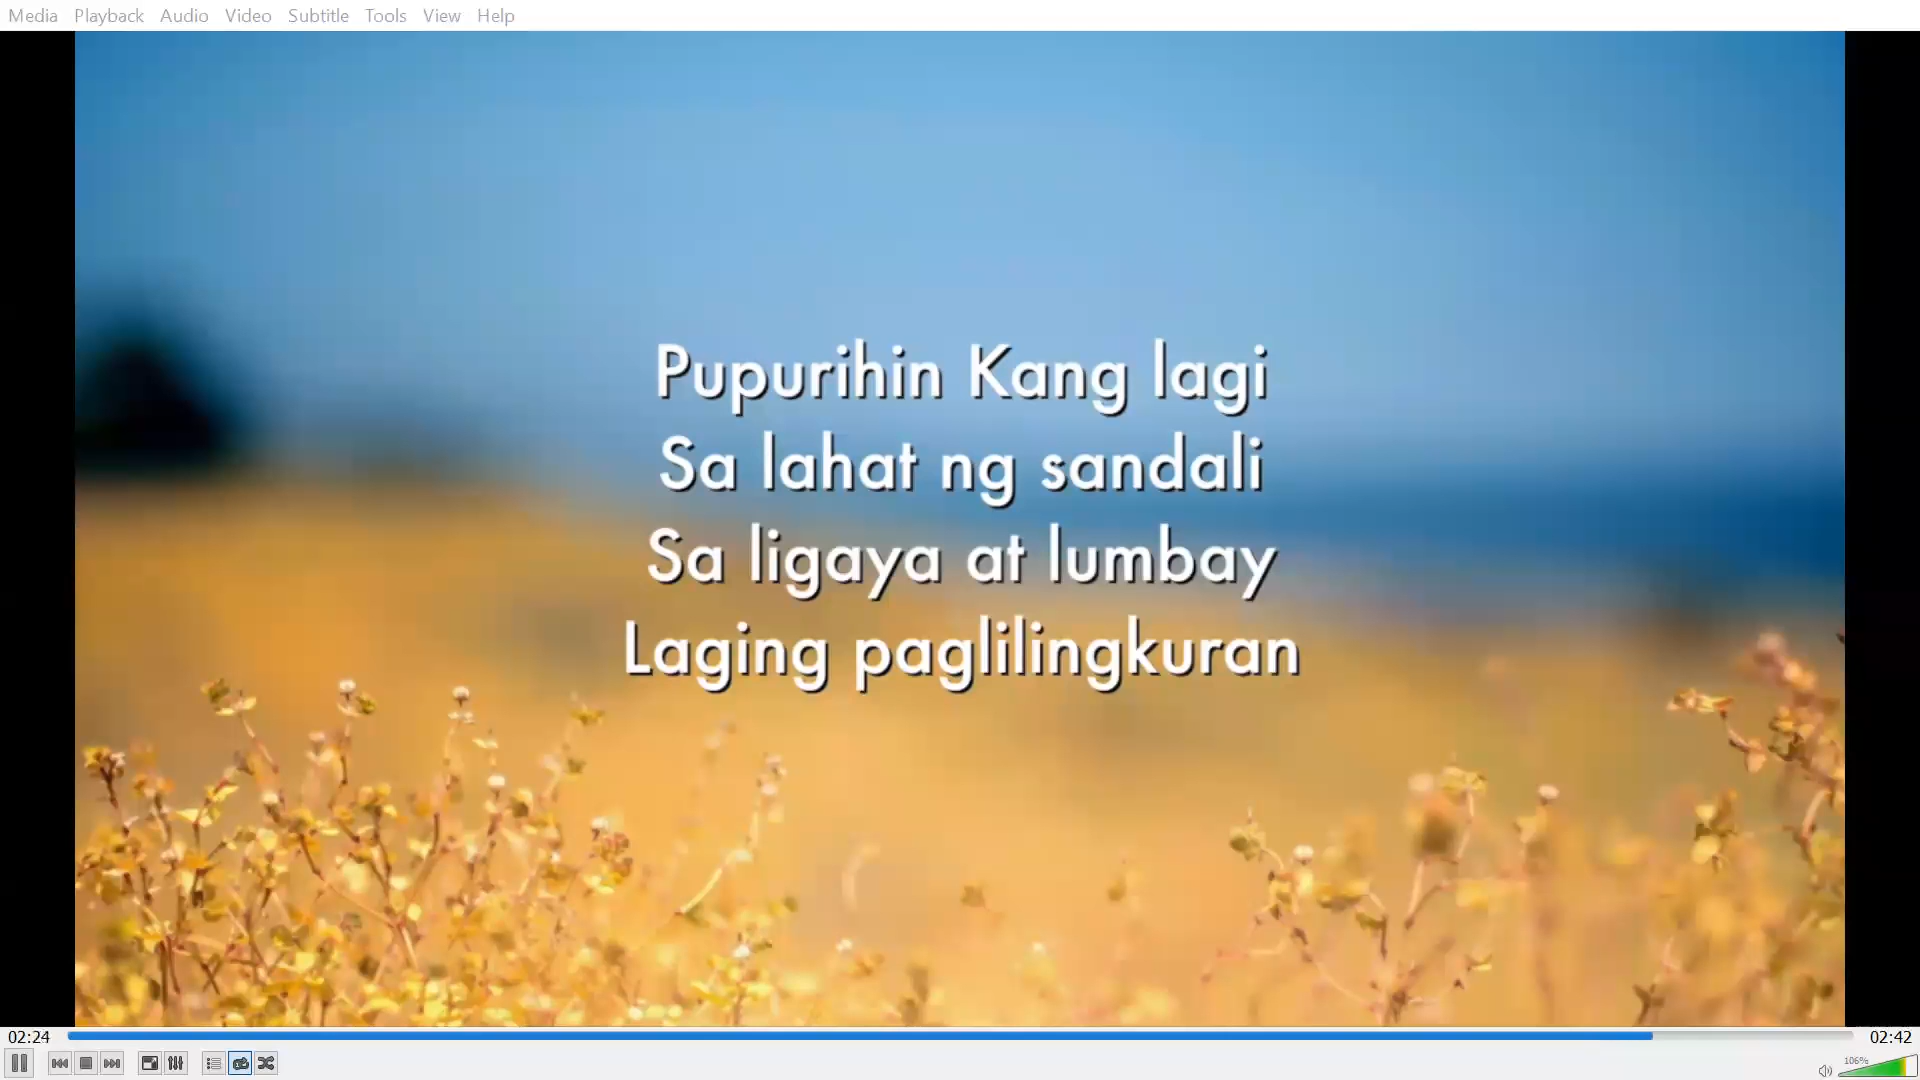 Media Playback Audio Video Subtitle Tools View Help
Pupurihin Kang lagi
Sa lahat ng sandali
Sa ligaya at lumbay
Laging paglilingkuran
02:24 02:42
106%